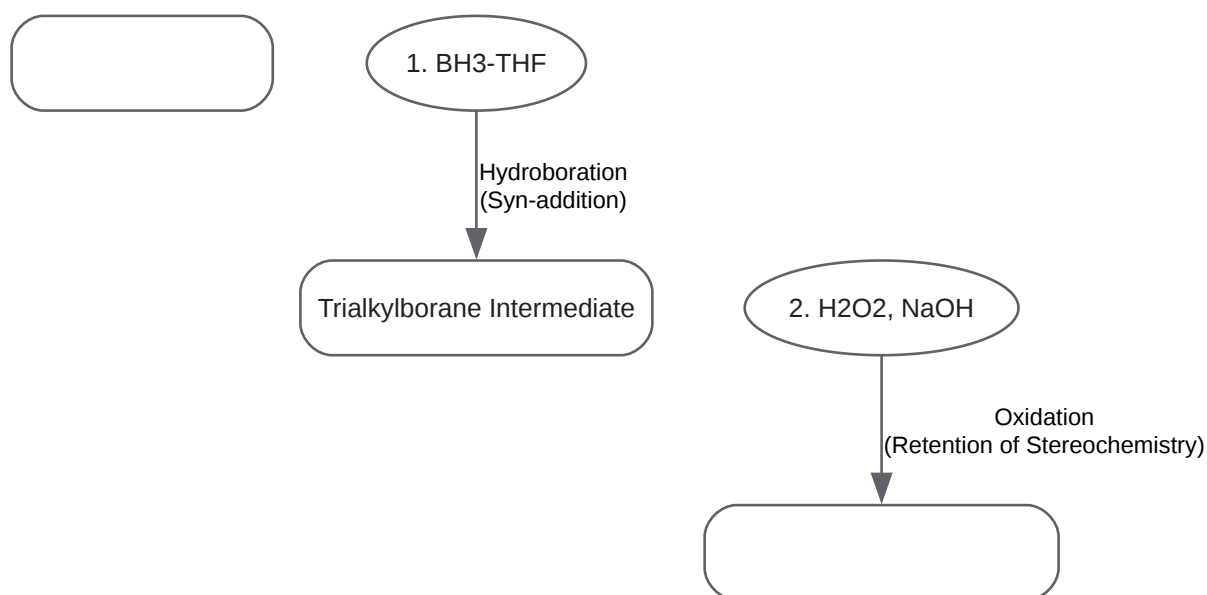 1. BH3-THF
Hydroboration
(Syn-addition)
Trialkylborane Intermediate
2. H2O2, NaOH
Oxidation
(Retention of Stereochemistry)